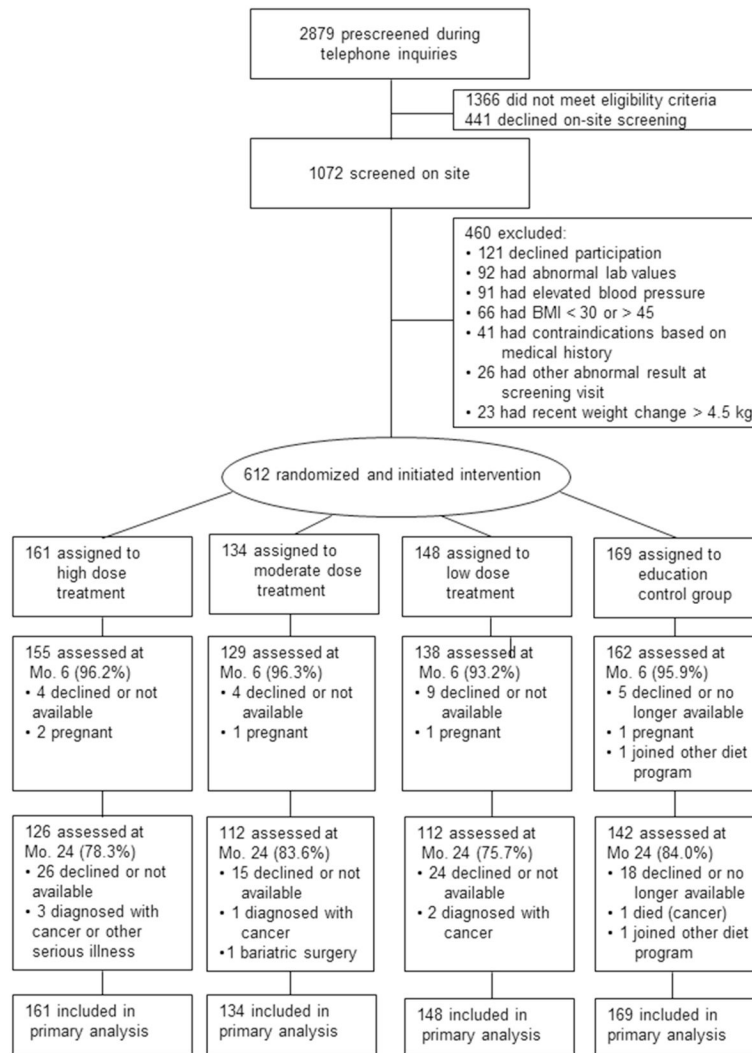 2879 prescreened during
telephone inquiries
1366 did not meet eligibility criteria
441 declined on-site screening
1072 screened on site
460 excluded:
• 121 declined participation
• 92 had abnormal lab values
• 91 had elevated blood pressure
• 66 had BMI < 30 or > 45
• 41 had contraindications based on
medical history
• 26 had other abnormal result at
screening visit
• 23 had recent weight change > 4.5 kg
612 randomized and initiated intervention
161 assigned to
high dose
treatment
134 assigned to
moderate dose
treatment
148 assigned to
low dose
treatment
169 assigned to
education
control group
155 assessed at
Mo. 6 (96.2%)
• 4 declined or not
available
• 2 pregnant
129 assessed at
Mo. 6 (96.3%)
• 4 declined or not
available
• 1 pregnant
138 assessed at
Mo. 6 (93.2%)
• 9 declined or not
available
• 1 pregnant
162 assessed at
Mo. 6 (95.9%)
• 5 declined or no
longer available
• 1 pregnant
• 1 joined other diet
program
126 assessed at
Mo. 24 (78.3%)
• 26 declined or not
available
• 3 diagnosed with
cancer or other
serious illness
112 assessed at
Mo. 24 (83.6%)
• 15 declined or not
available
• 1 diagnosed with
cancer
• 1 bariatric surgery
112 assessed at
Mo. 24 (75.7%)
• 24 declined or not
available
• 2 diagnosed with
cancer
142 assessed at
Mo 24 (84.0%)
• 18 declined or no
longer available
• 1 died (cancer)
• 1 joined other diet
program
161 included in
primary analysis
134 included in
primary analysis
148 included in
primary analysis
169 included in
primary analysis